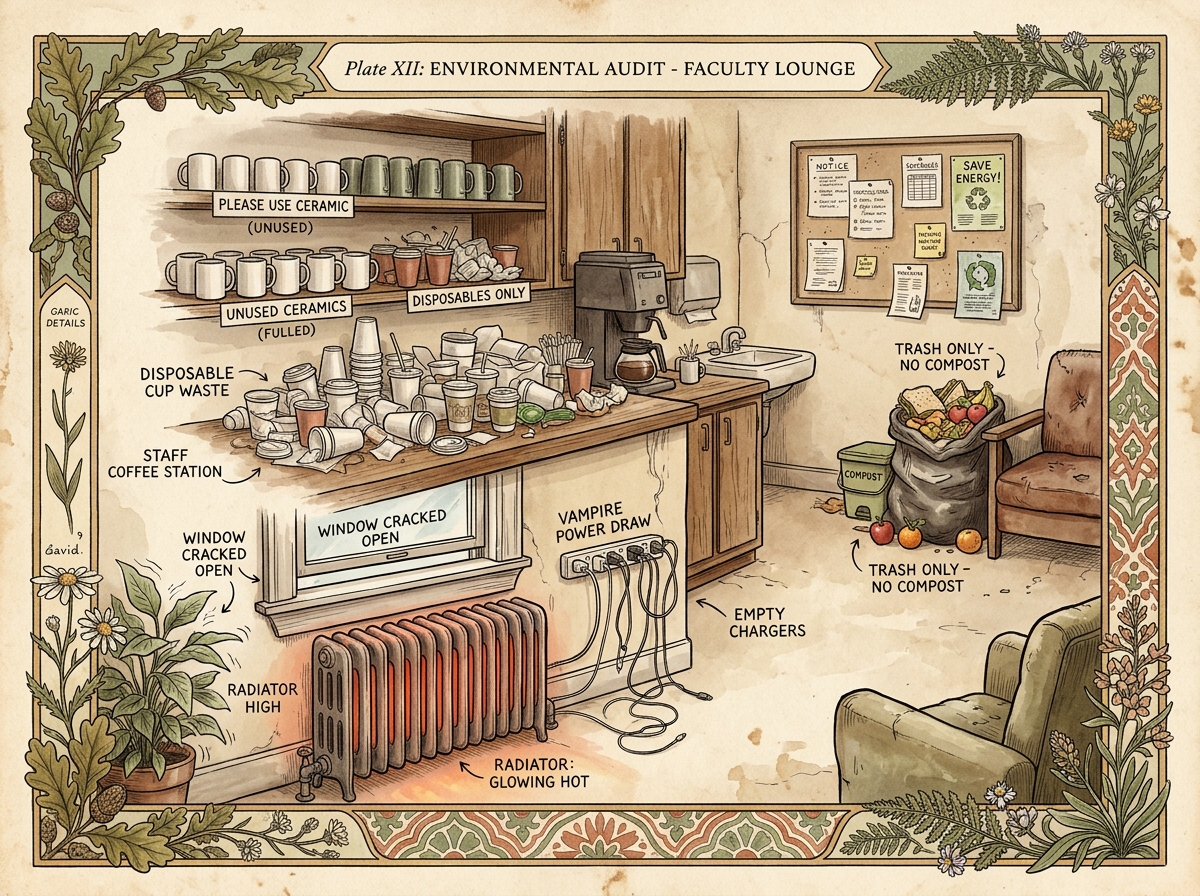 Plate XII: ENVIRONMENTAL AUDIT - FACULTY LOUNGE
PLEASE USE CERAMIC
(UNUSED)
UNUSED CERAMICS
(FULLED)
DISPOSABLES ONLY
NOTICE
SAVE
ENERGY!
GARIC
DETAILS
DISPOSABLE
CUP WASTE
TRASH ONLY -
NO COMPOST
STAFF
COFFEE STATION
COMPOST
WINDOW CRACKED
OPEN
VAMPIRE
POWER DRAW
WINDOW
CRACKED
OPEN
TRASH ONLY -
NO COMPOST
EMPTY
CHARGERS
RADIATOR
HIGH
RADIATOR:
GLOWING HOT